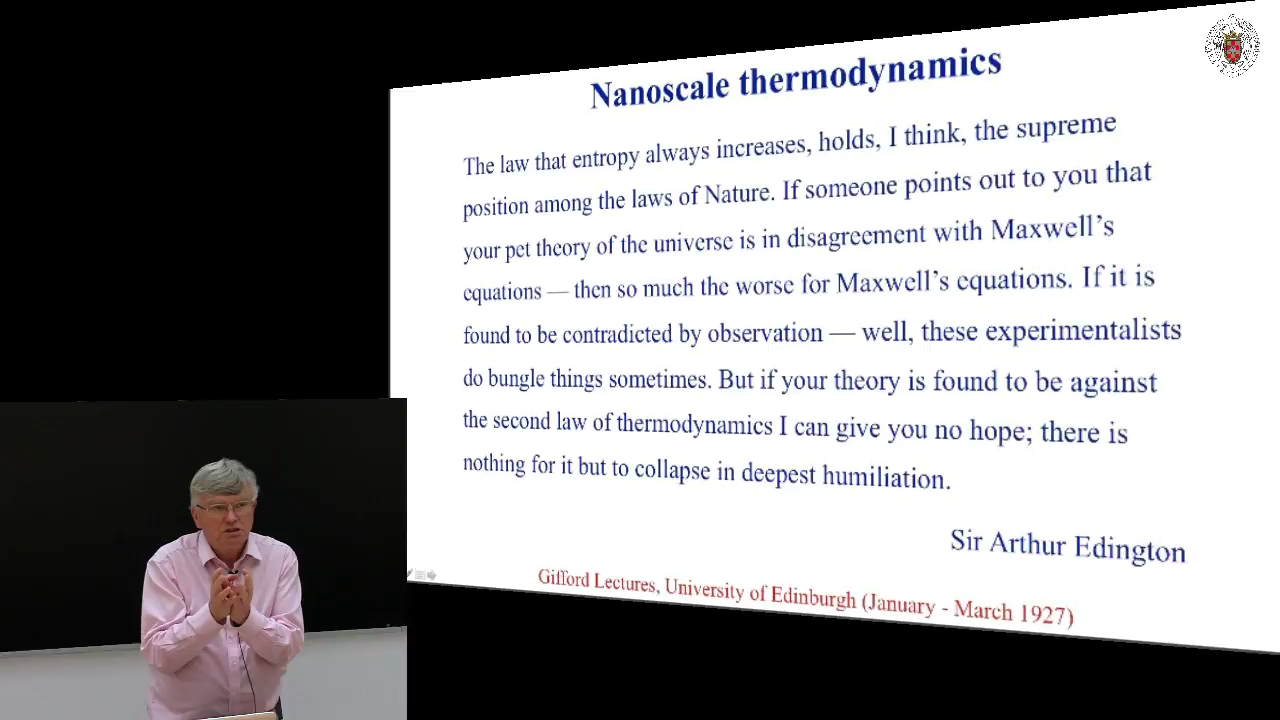 Nanoscale thermodynamics
The law that entropy always increases, holds, I think, the supreme
position among the laws of Nature. If someone points out to you that
your pet theory of the universe is in disagreement with Maxwell's
equations — then so much the worse for Maxwell's equations. If it is
found to be contradicted by observation — well, these experimentalists
do bungle things sometimes. But if your theory is found to be against
the second law of thermodynamics I can give you no hope; there is
nothing for it but to collapse in deepest humiliation.
Sir Arthur Edington
Gifford Lectures, University of Edinburgh (January - March 1927)